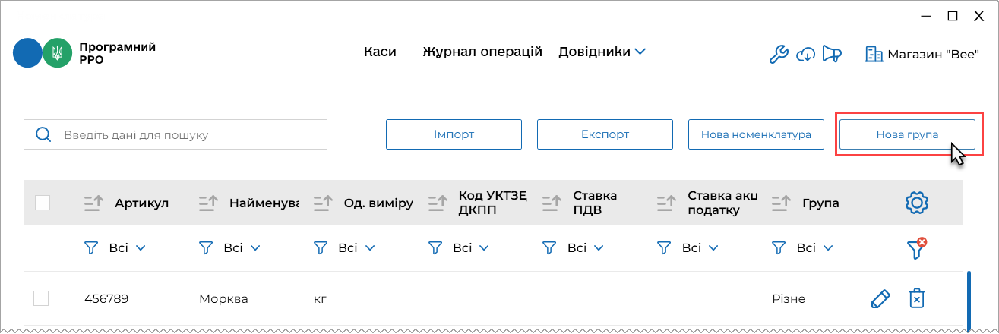 Програмний
РРО
Каси Журнал операцій Довідники
Магазин "Bee"
Введіть дані для пошуку
Імпорт Експорт Нова номенклатура Нова група
Артикул Найменува Од. виміру Код УКТЗЕД, Ставка Ставка акц Група
ДКПП ПДВ податку
Всі Всі Всі Всі Всі Всі Всі
456789 Морква кг Різне